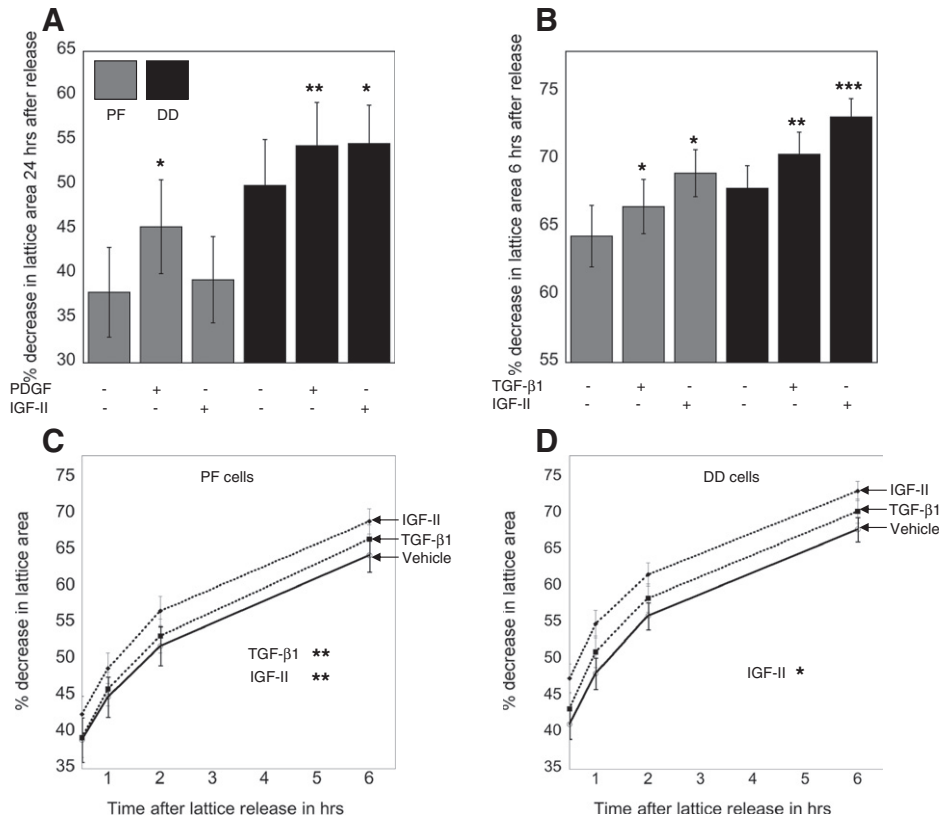 A
% decrease in lattice area 24 hrs after release
65
60
55
50
45
40
35
30
PF DD
*
**
*
PDGF - + - - + -
IGF-II - - + - - +
B
% decrease in lattice area 6 hrs after release
75
70
65
60
55
*
*
**
***
TGF-β1 - + - - + -
IGF-II - - + - - +
C
% decrease in lattice area
75
70
65
60
55
50
45
40
35
PF cells
IGF-II
TGF-β1
Vehicle
TGF-β1 **
IGF-II **
1 2 3 4 5 6
Time after lattice release in hrs
D
% decrease in lattice area
75
70
65
60
55
50
45
40
35
DD cells
IGF-II
TGF-β1
Vehicle
IGF-II *
1 2 3 4 5 6
Time after lattice release in hrs